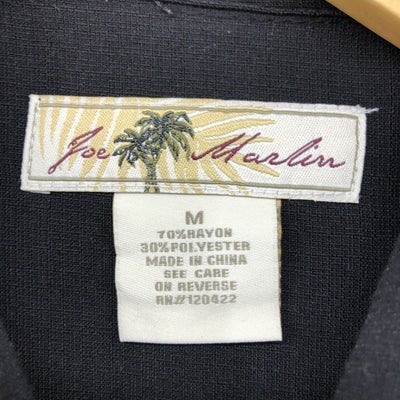 Joe Marlin
M
70%RAYON
30%POLYESTER
MADE IN CHINA
SEE CARE
ON REVERSE
RN#120422